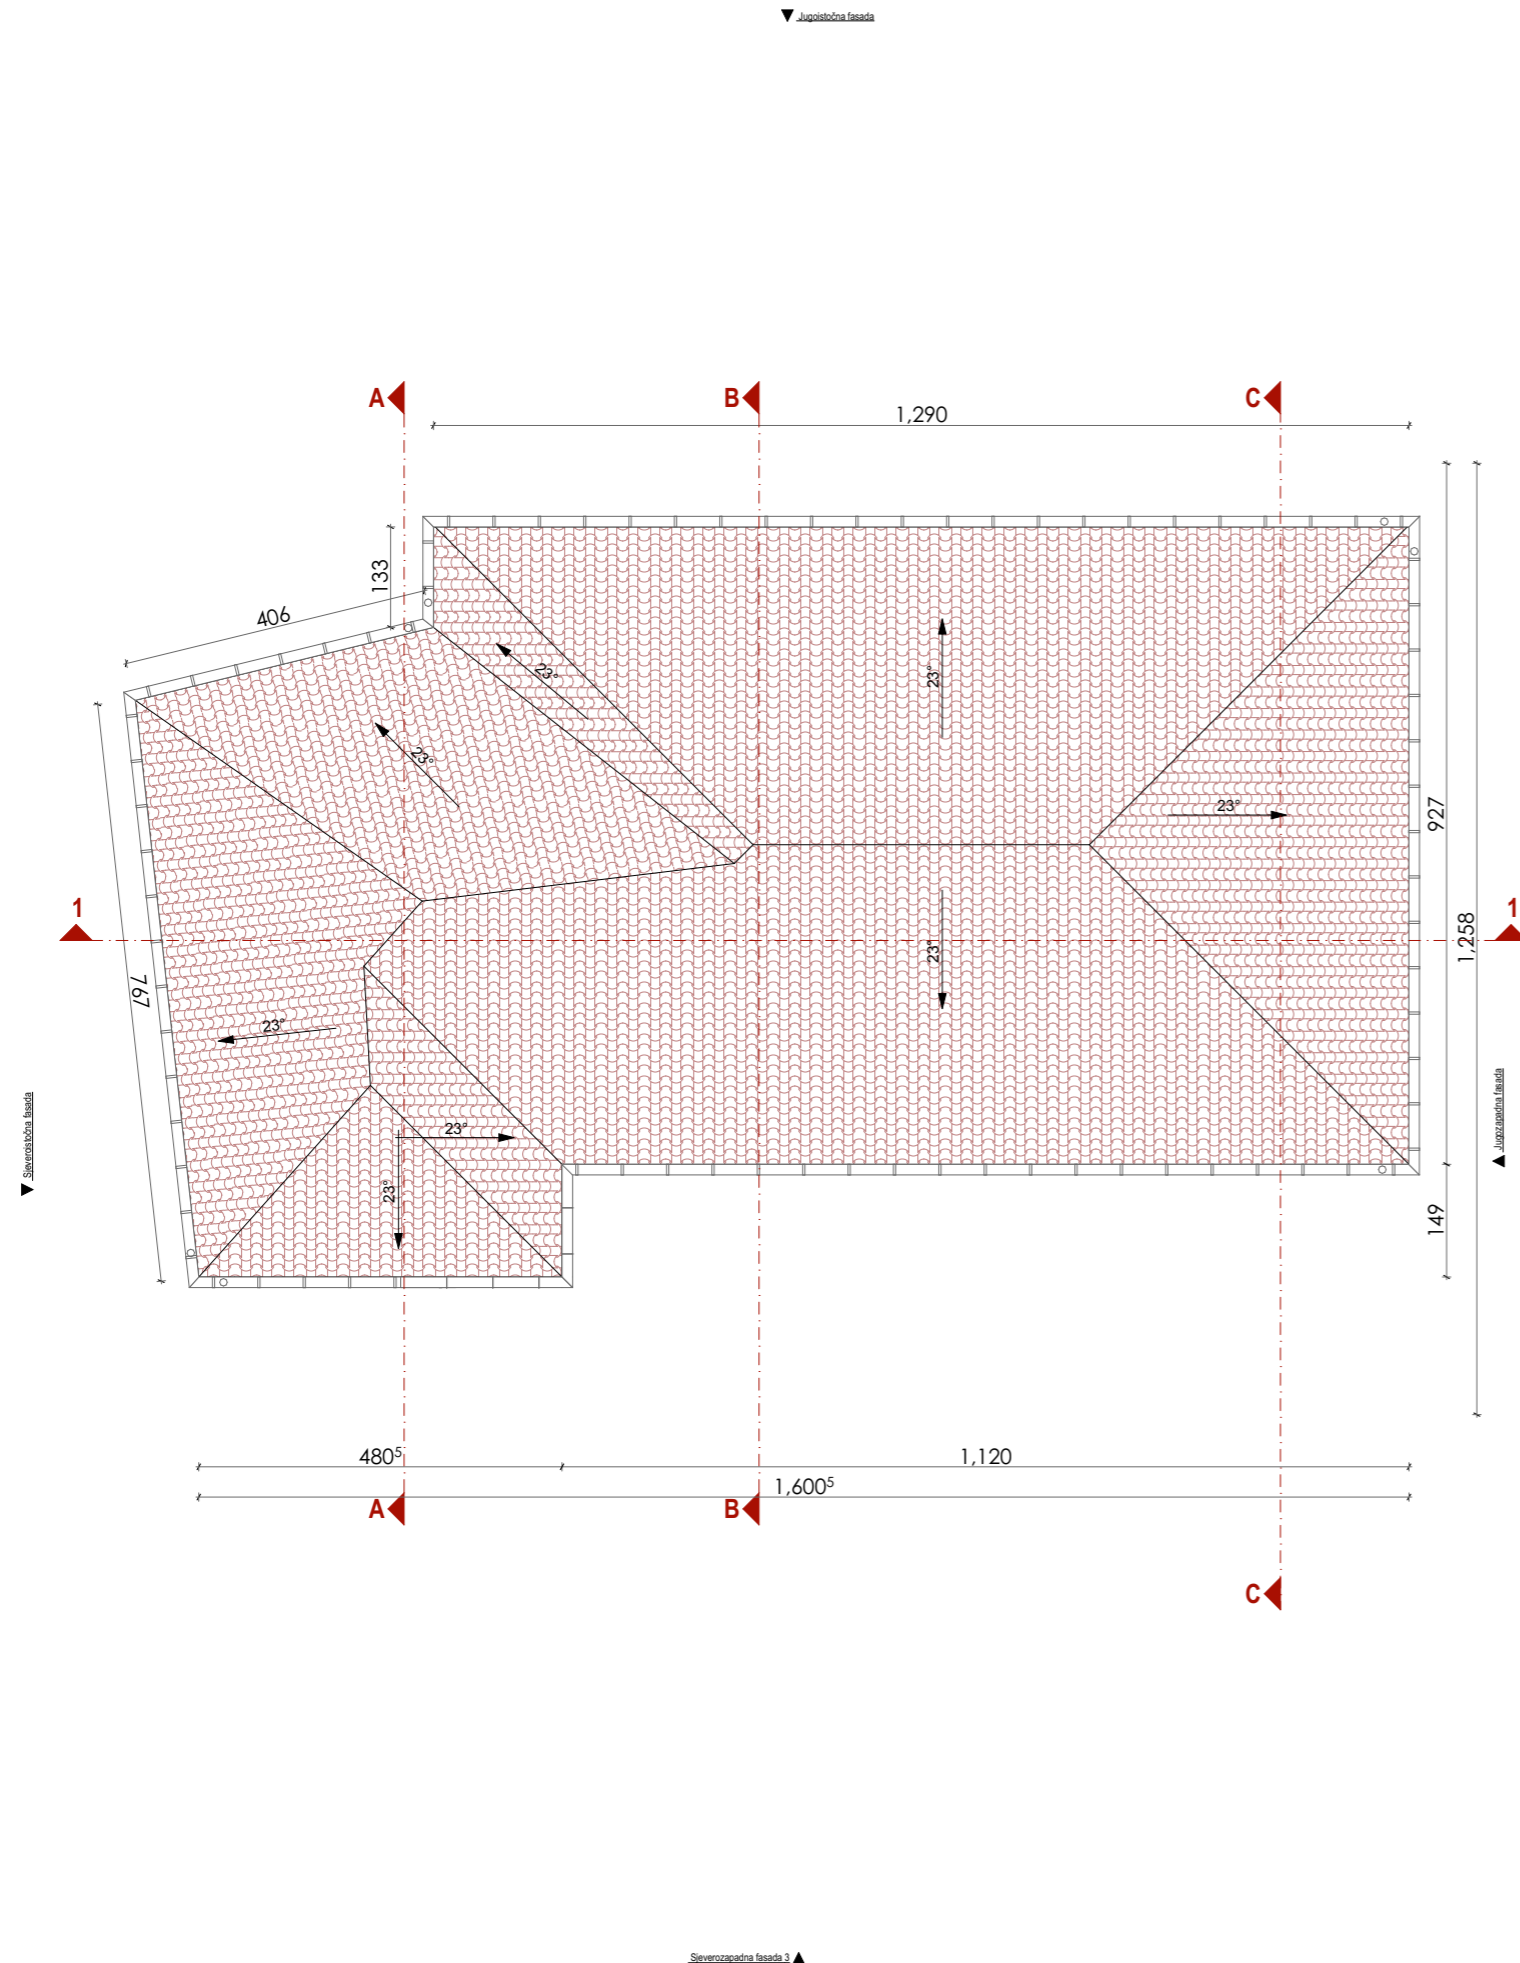 Jugoistočna fasada
A
B
C
1,290
133
406
23°
23°
23°
23°
927
1
1
1,258
23°
767
23°
23°
23°
149
Sjeveroistočna fasada
Jugozapadna fasada
480⁵
1,120
1,600⁵
A
B
C
Sjeverozapadna fasada 3